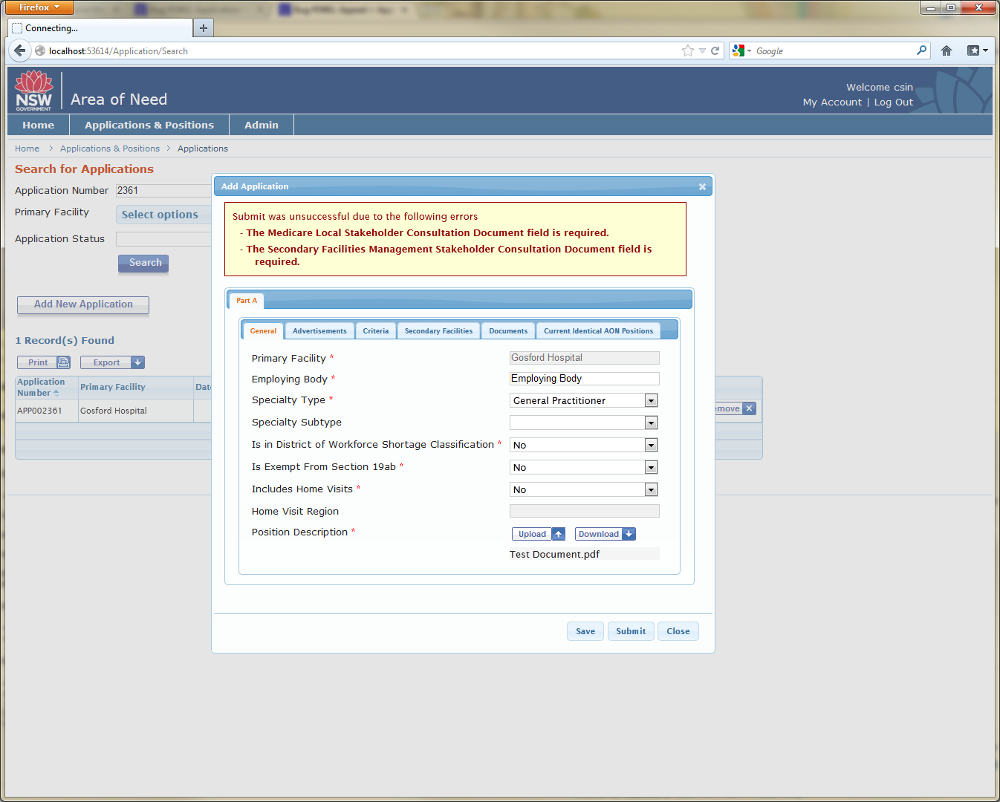 Firefox
Connecting...
localhost:53614/Application/Search
Google
NSW
GOVERNMENT
Area of Need
Welcome csin
My Account | Log Out
Home
Applications & Positions
Admin
Home > Applications & Positions > Applications
Search for Applications
Application Number 2361
Primary Facility Select options
Application Status
Search
Add New Application
1 Record(s) Found
Print Export
Application Number Primary Facility
APP002361 Gosford Hospital
Add Application
Submit was unsuccessful due to the following errors
- The Medicare Local Stakeholder Consultation Document field is required.
- The Secondary Facilities Management Stakeholder Consultation Document field is
required.
Part A
General Advertisements Criteria Secondary Facilities Documents Current Identical AON Positions
Primary Facility * Gosford Hospital
Employing Body * Employing Body
Specialty Type * General Practitioner
Specialty Subtype
Is in District of Workforce Shortage Classification * No
Is Exempt From Section 19ab * No
Includes Home Visits * No
Home Visit Region
Position Description * Upload Download
Test Document.pdf
Save Submit Close